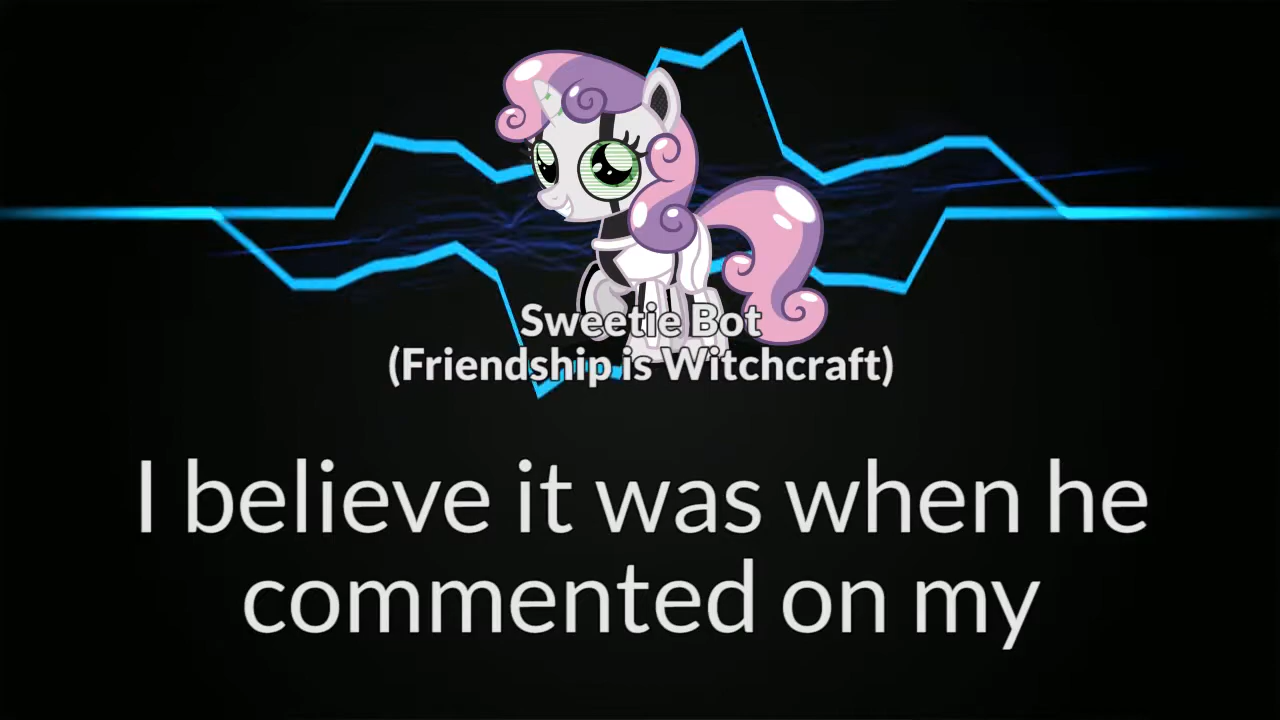 Sweetie Bot
(Friendship is Witchcraft)
I believe it was when he
commented on my